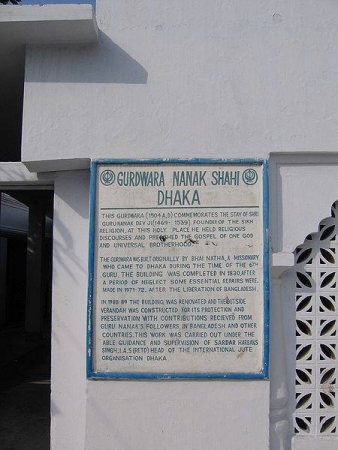 GURDWARA NANAK SHAHI
DHAKA
THIS GURDWARA (1504 A.D) COMMEMORATES THE STAY OF SHRI
GURU NANAK DEV JI (1469-1539) FOUNDER OF THE SIKH
RELIGION. AT THIS HOLY PLACE HE HELD RELIGIOUS
DISCOURSES AND PREACHED THE GOSPEL OF ONE GOD
AND UNIVERSAL BROTHERHOOD.
THE GURDWARA WAS BUILT ORIGINALLY BY BHAI NATHA, A MISSIONARY
WHO CAME TO DHAKA DURING THE TIME OF THE 6TH
GURU. THE BUILDING WAS COMPLETED IN 1830. AFTER
A PERIOD OF NEGLECT SOME ESSENTIAL REPAIRS WERE
MADE IN 1971-72, AFTER THE LIBERATION OF BANGLADESH.
IN 1988-89 THE BUILDING WAS RENOVATED AND THE OUTSIDE
VERANDAH WAS CONSTRUCTED FOR ITS PROTECTION AND
PRESERVATION WITH CONTRIBUTIONS RECIEVED FROM
GURU NANAK'S FOLLOWERS IN BANGLADESH AND OTHER
COUNTRIES. THIS WORK WAS CARRIED OUT UNDER THE
ABLE GUIDANCE AND SUPERVISION OF SARDAR HARBANS
SINGH, I.A.S (RETD) HEAD OF THE INTERNATIONAL JUTE
ORGANISATION DHAKA.